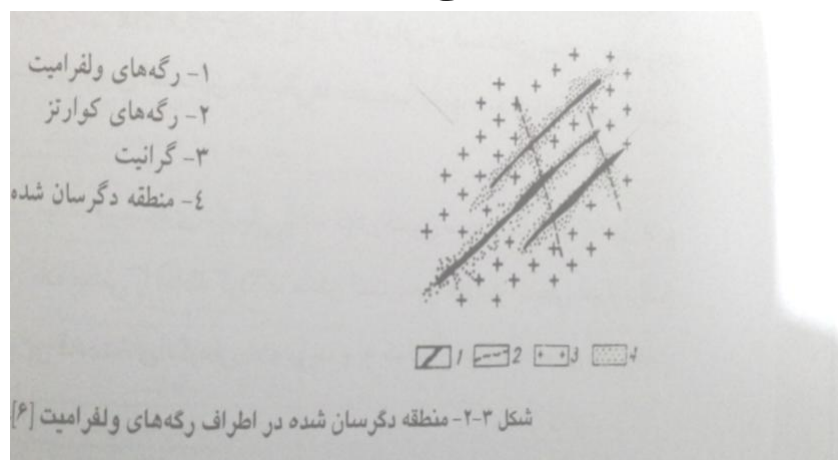 ۱- رگه‌های ولفرامیت
۲- رگه‌های کوارتز
۳- گرانیت
٤- منطقه دگرسان شده
1 2 3 4
شکل ۳-۲- منطقه دگرسان شده در اطراف رگه‌های ولفرامیت [۶].